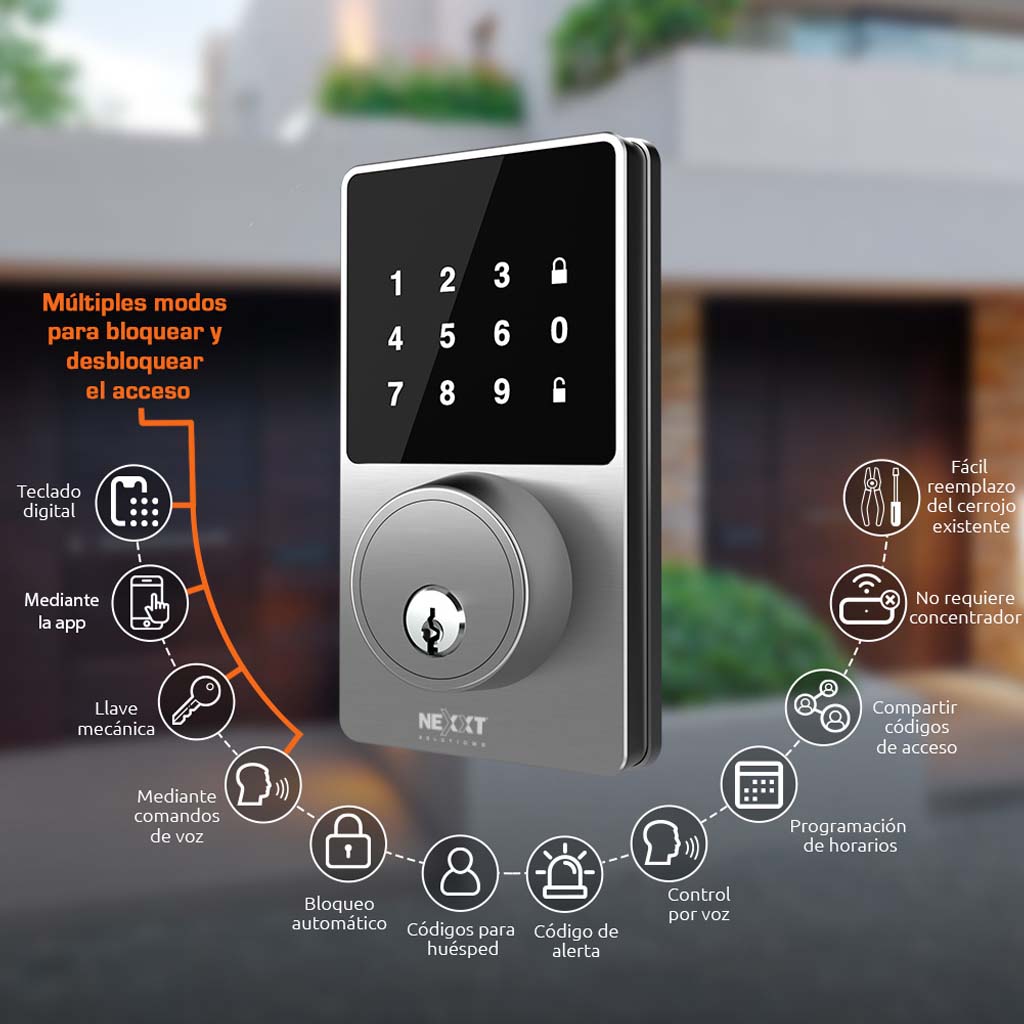 Múltiples modos
para bloquear y
desbloquear
el acceso
1 2 3
4 5 6 0
7 8 9
NEXXT
SOLUTIONS
Teclado
digital
Mediante
la app
Llave
mecánica
Mediante
comandos
de voz
Bloqueo
automático
Códigos para
huésped
Código de
alerta
Control
por voz
Programación
de horarios
Compartir
códigos
de acceso
No requiere
concentrador
Fácil
reemplazo
del cerrojo
existente